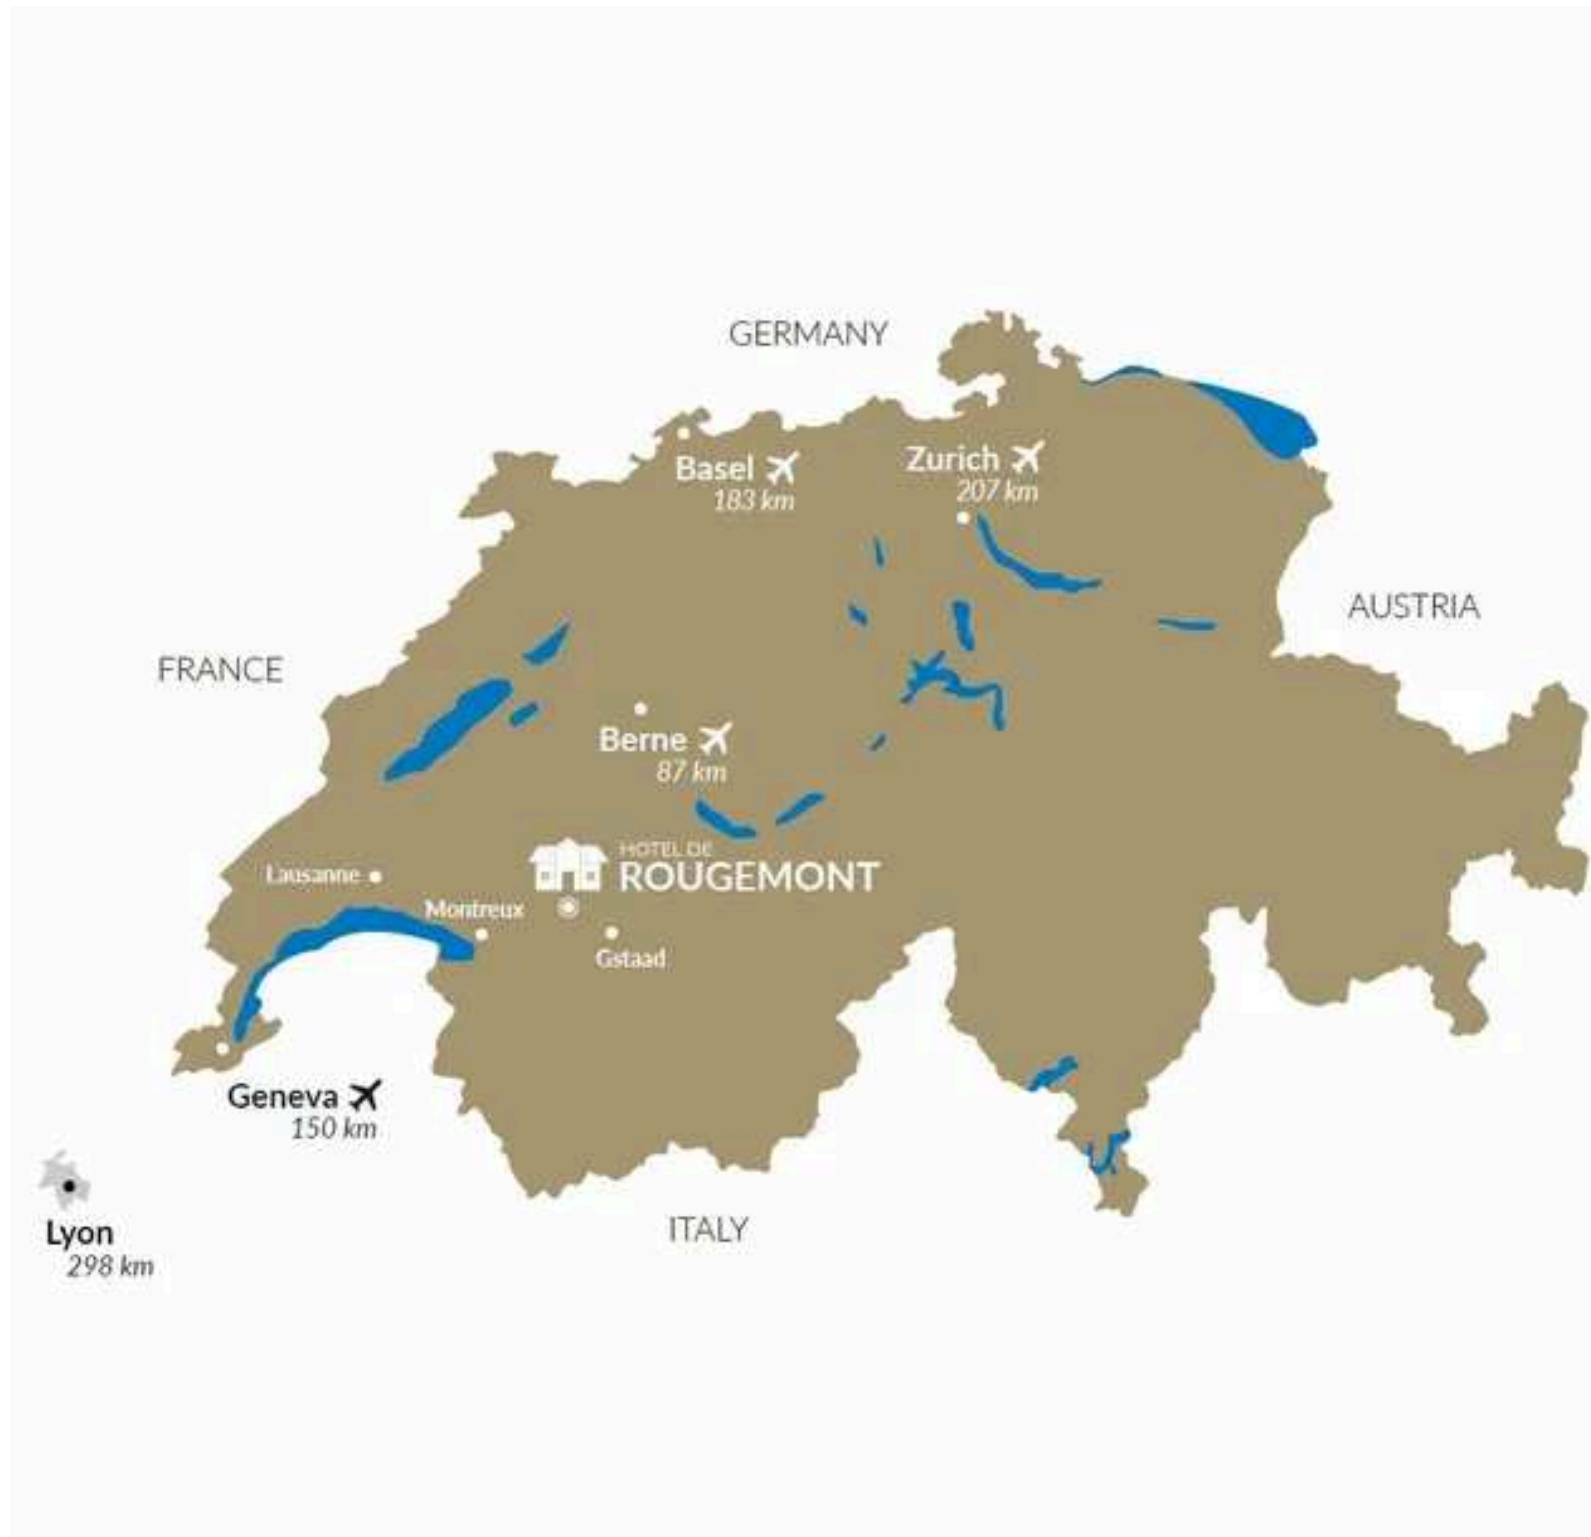 GERMANY
Basel
183 km
Zurich
207 km
AUSTRIA
FRANCE
Berne
87 km
HOTEL DE
ROUGEMONT
Lausanne
Montreux
Gstaad
Geneva
150 km
Lyon
298 km
ITALY